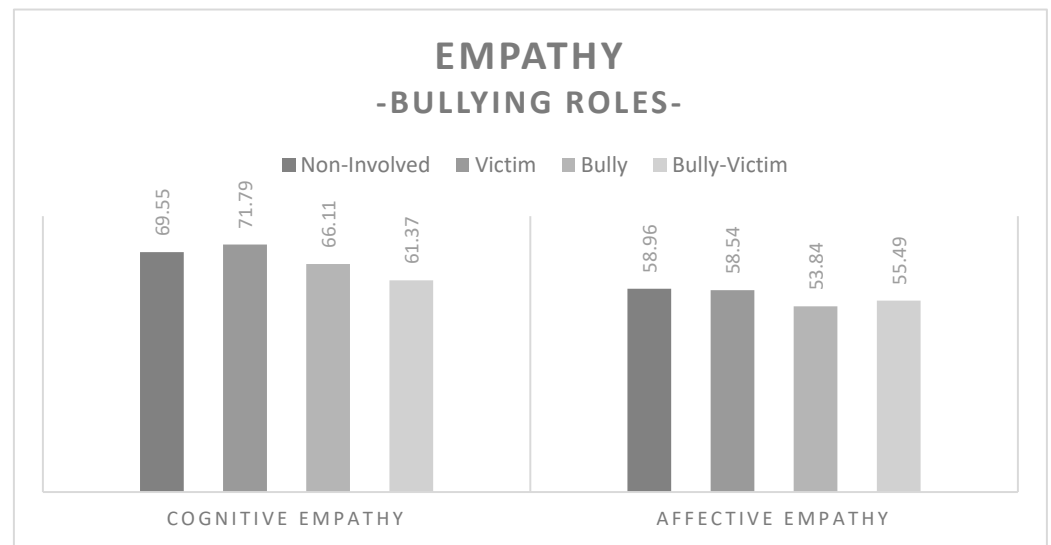 EMPATHY
-BULLYING ROLES-
Non-Involved Victim Bully Bully-Victim
69.55 71.79 66.11 61.37 58.96 58.54 53.84 55.49
COGNITIVE EMPATHY AFFECTIVE EMPATHY